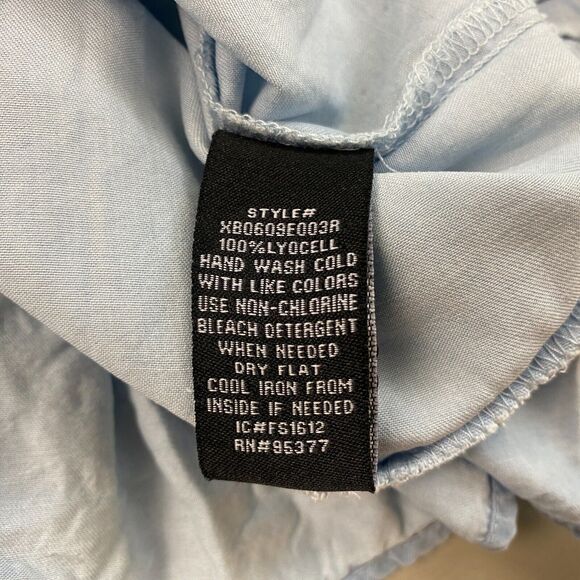 STYLE#
XB0609E003R
100%LYOCELL
HAND WASH COLD
WITH LIKE COLORS
USE NON-CHLORINE
BLEACH DETERGENT
WHEN NEEDED
DRY FLAT
COOL IRON FROM
INSIDE IF NEEDED
IC#FS1612
RN#95377